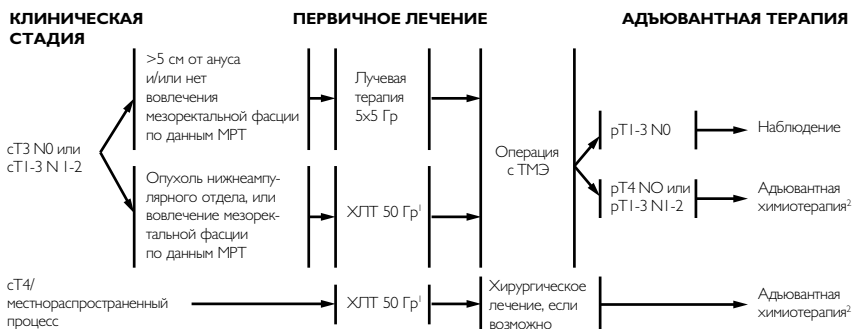 КЛИНИЧЕСКАЯ
СТАДИЯ
ПЕРВИЧНОЕ ЛЕЧЕНИЕ
АДЪЮВАНТНАЯ ТЕРАПИЯ
cT3 N0 или
cT1-3 N 1-2
>5 см от ануса
и/или нет
вовлечения
мезоректальной фасции
по данным МРТ
Лучевая
терапия
5х5 Гр
Опухоль нижнеампу-
лярного отдела, или
вовлечение мезорек-
тальной фасции
по данным МРТ
ХЛТ 50 Гр¹
Операция
с ТМЭ
pT1-3 N0
Наблюдение
pT4 NO или
pT1-3 N1-2
Адъювантная
химиотерапия²
cT4/
местнораспространенный
процесс
ХЛТ 50 Гр¹
Хирургическое
лечение, если
возможно
Адъювантная
химиотерапия²